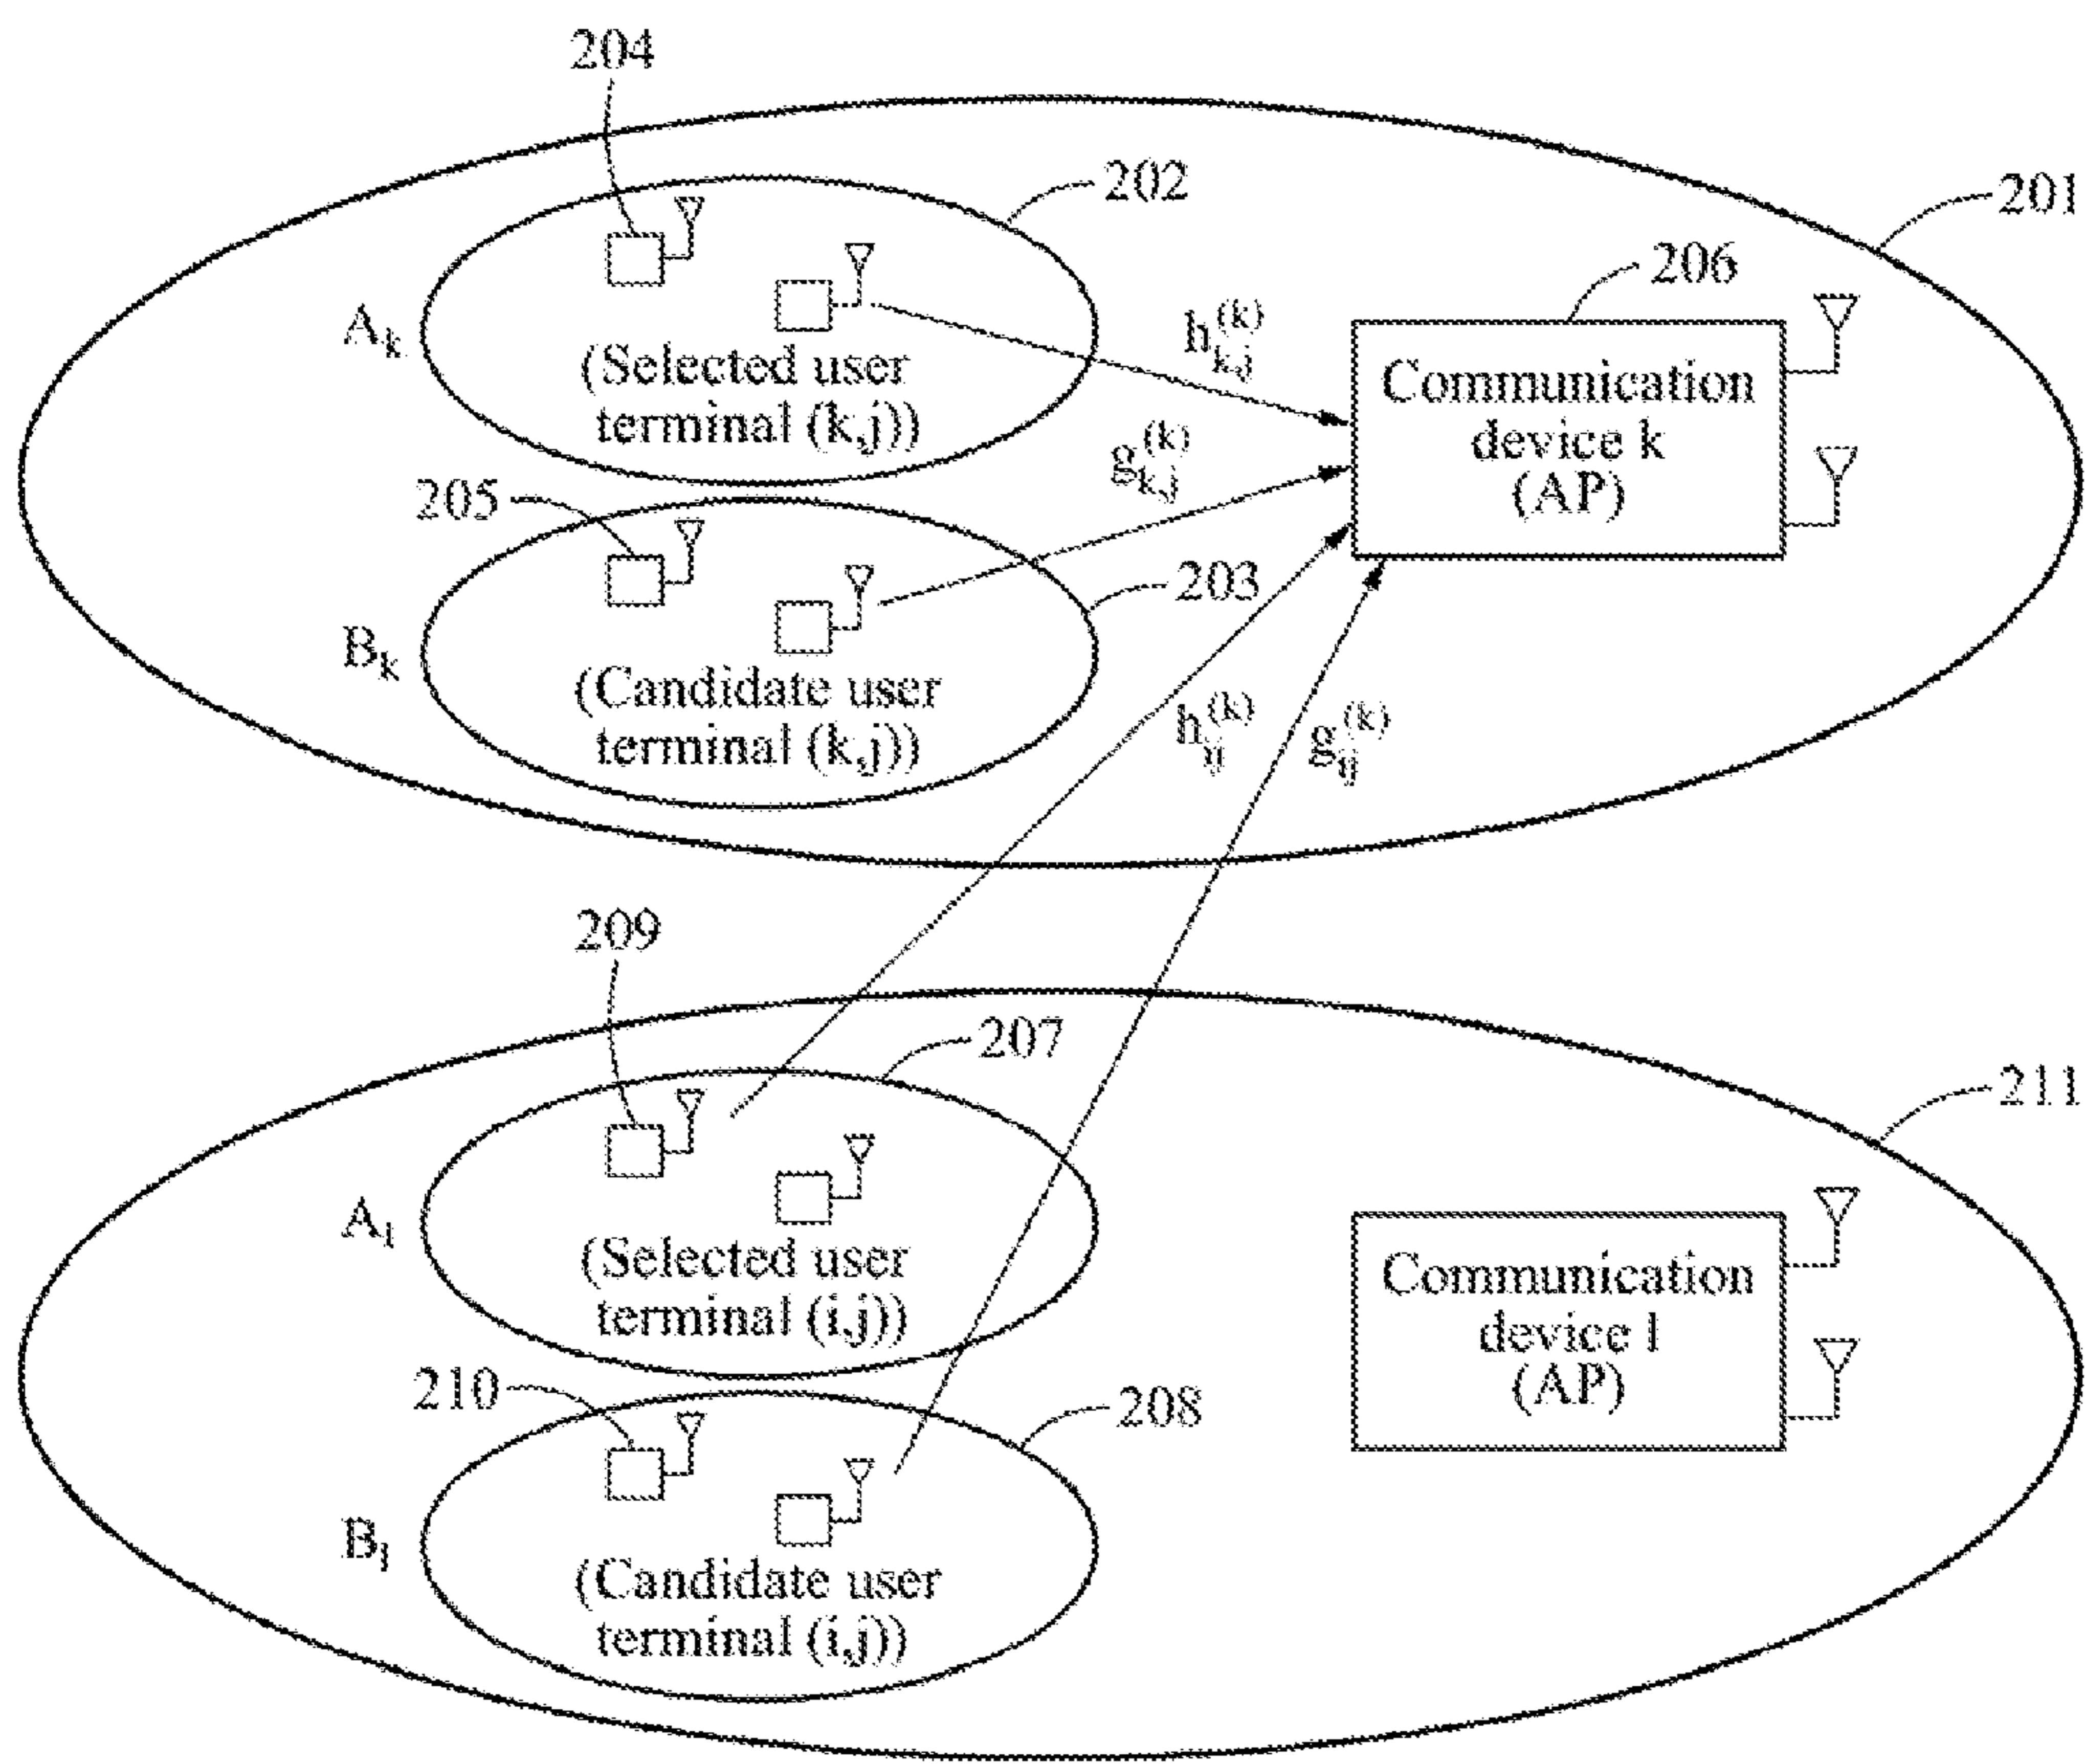 204
202
201
206
A_k
(Selected user
terminal (k,j))
h_{k,j}^{(k)}
Communication
device k
(AP)
g_{k,j}^{(k)}
205
203
B_k
(Candidate user
terminal (k,j))
h_{ij}^{(k)}
g_{ij}^{(k)}
209
207
211
A_l
(Selected user
terminal (i,j))
Communication
device l
(AP)
210
208
B_l
(Candidate user
terminal (i,j))